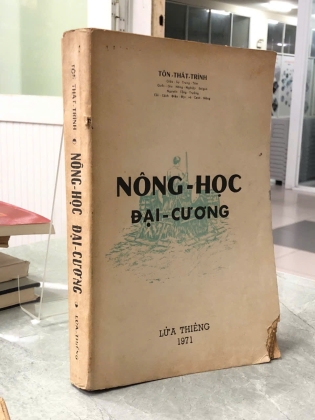 TÔN-THẤT-TRÌNH
NÔNG-HỌC
ĐẠI-CƯƠNG
LỬA THIÊNG
1971
TÔN THẤT TRÌNH • NÔNG-HỌC ĐẠI-CƯƠNG • LỬA THIÊNG